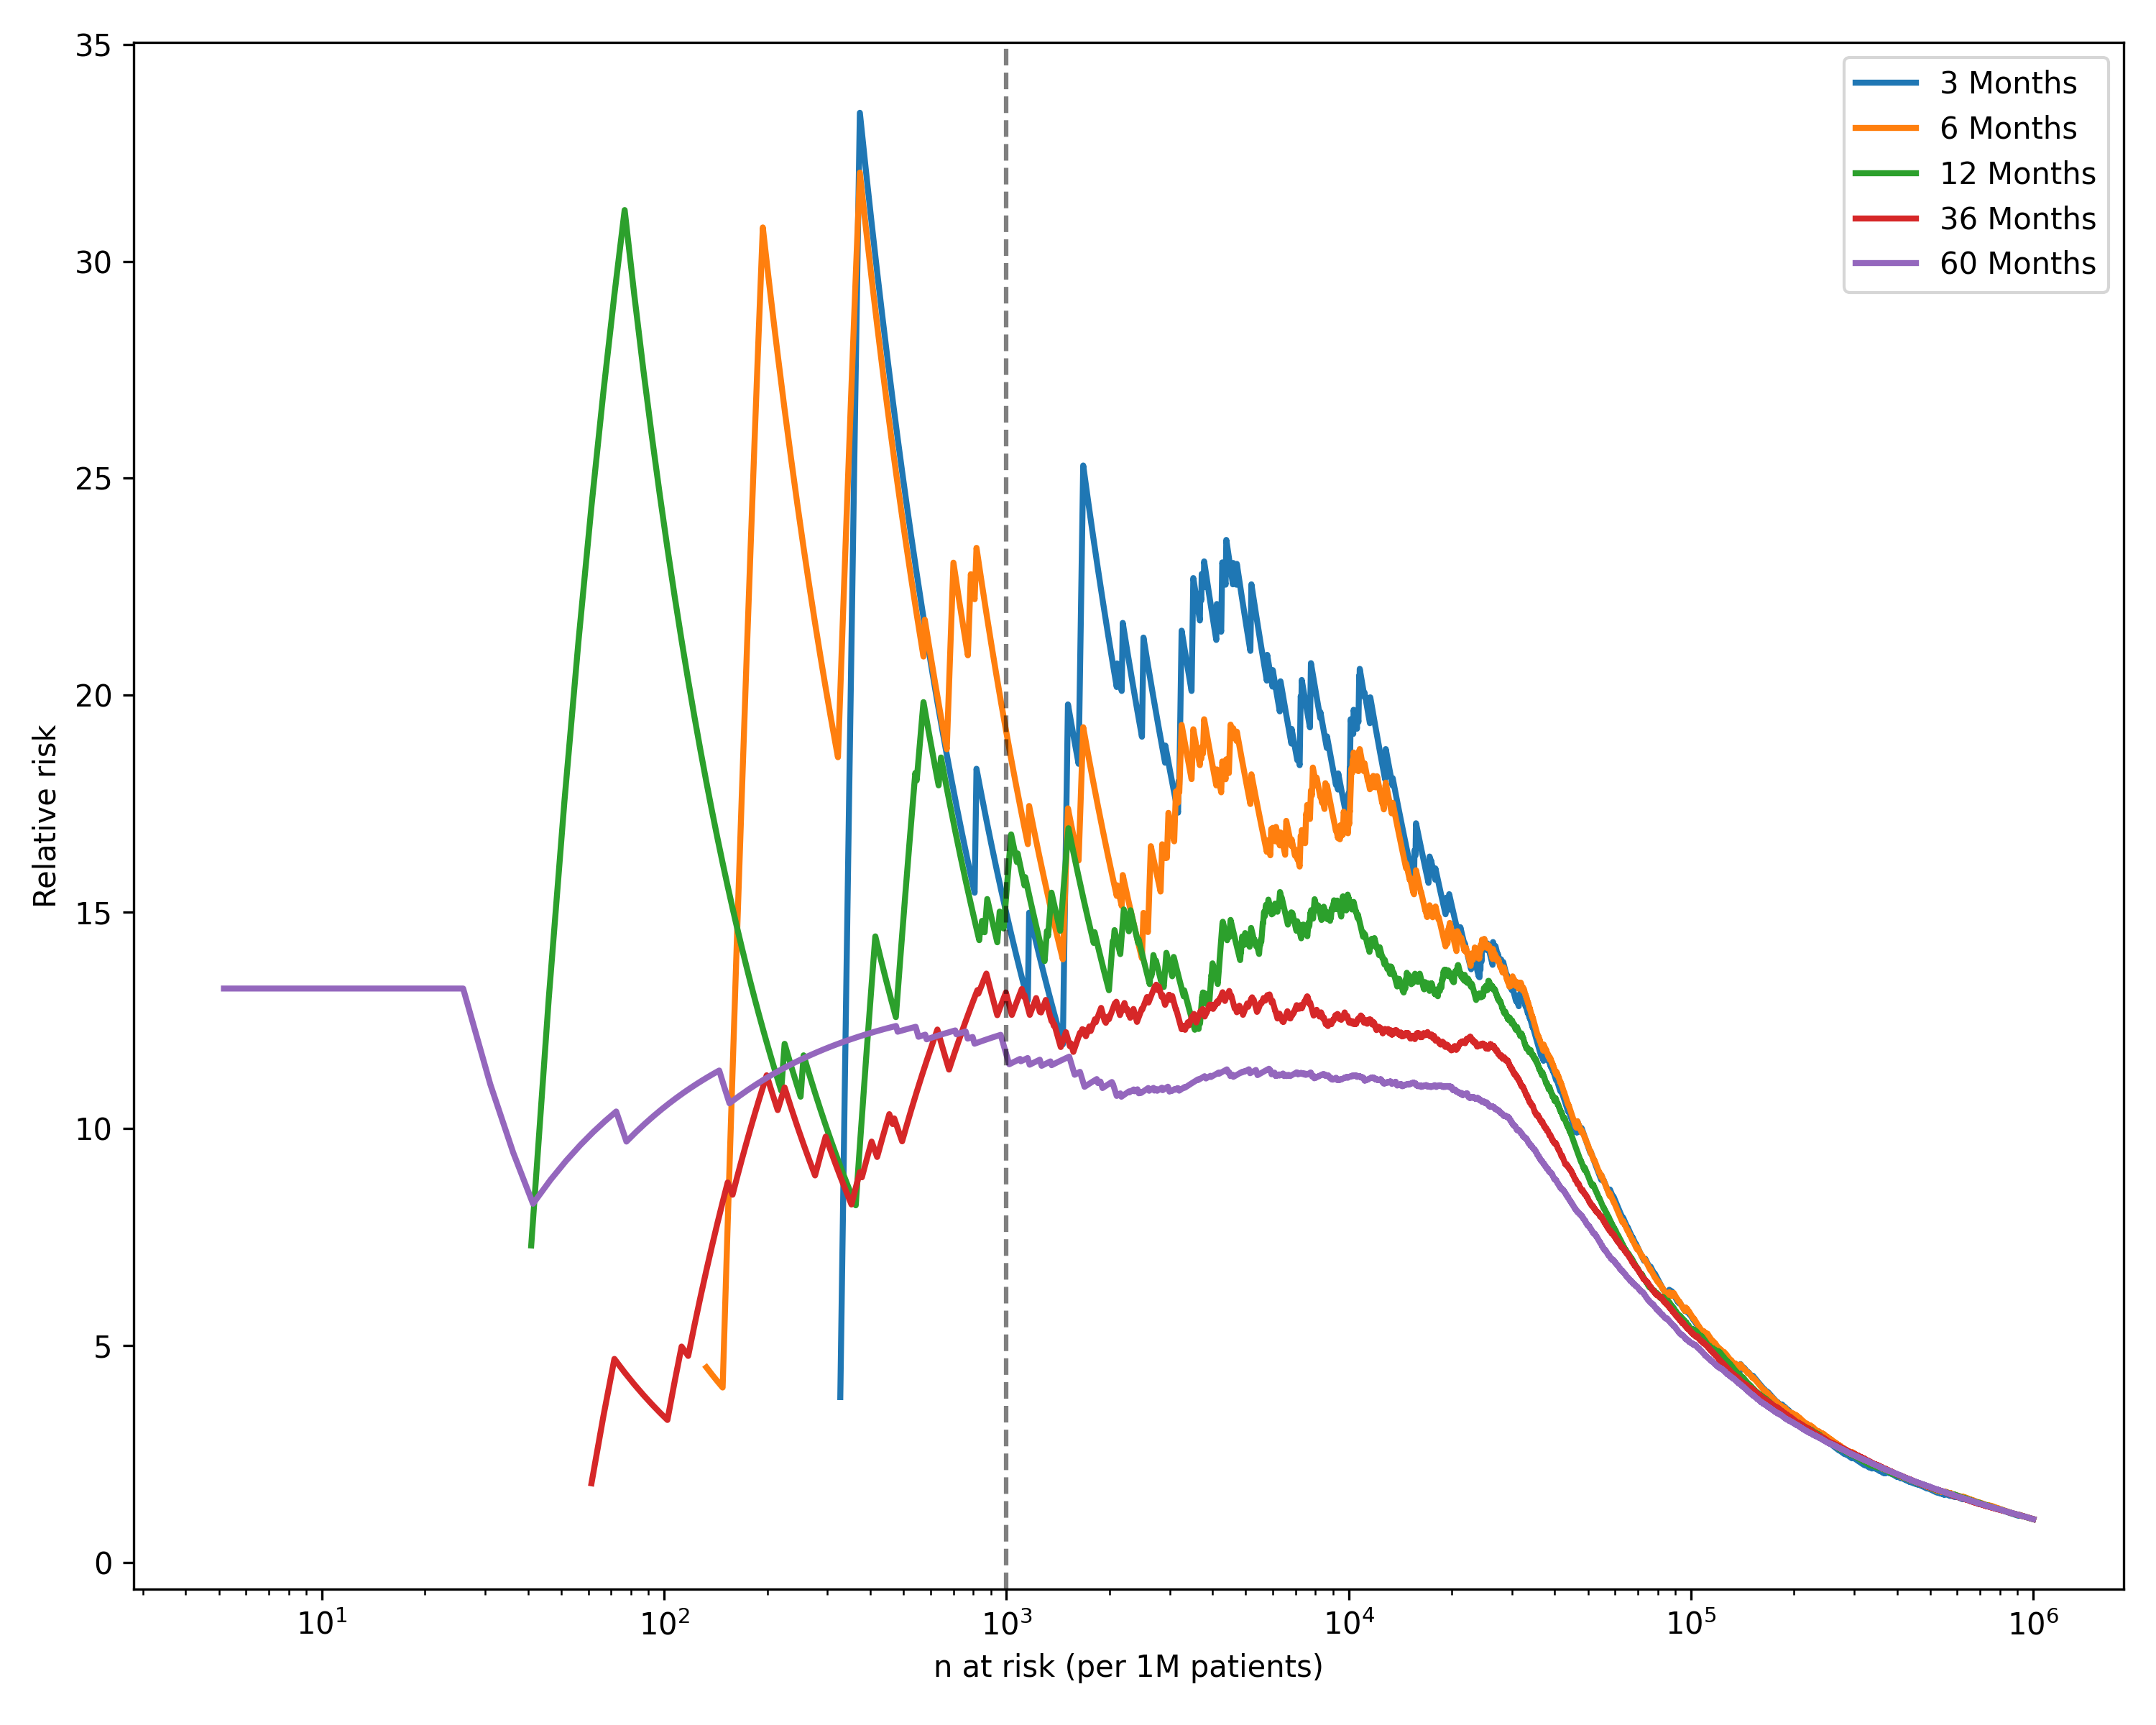 35
30
25
20
15
10
5
0
Relative risk
3 Months
6 Months
12 Months
36 Months
60 Months
10¹
10²
10³
10⁴
10⁵
10⁶
n at risk (per 1M patients)